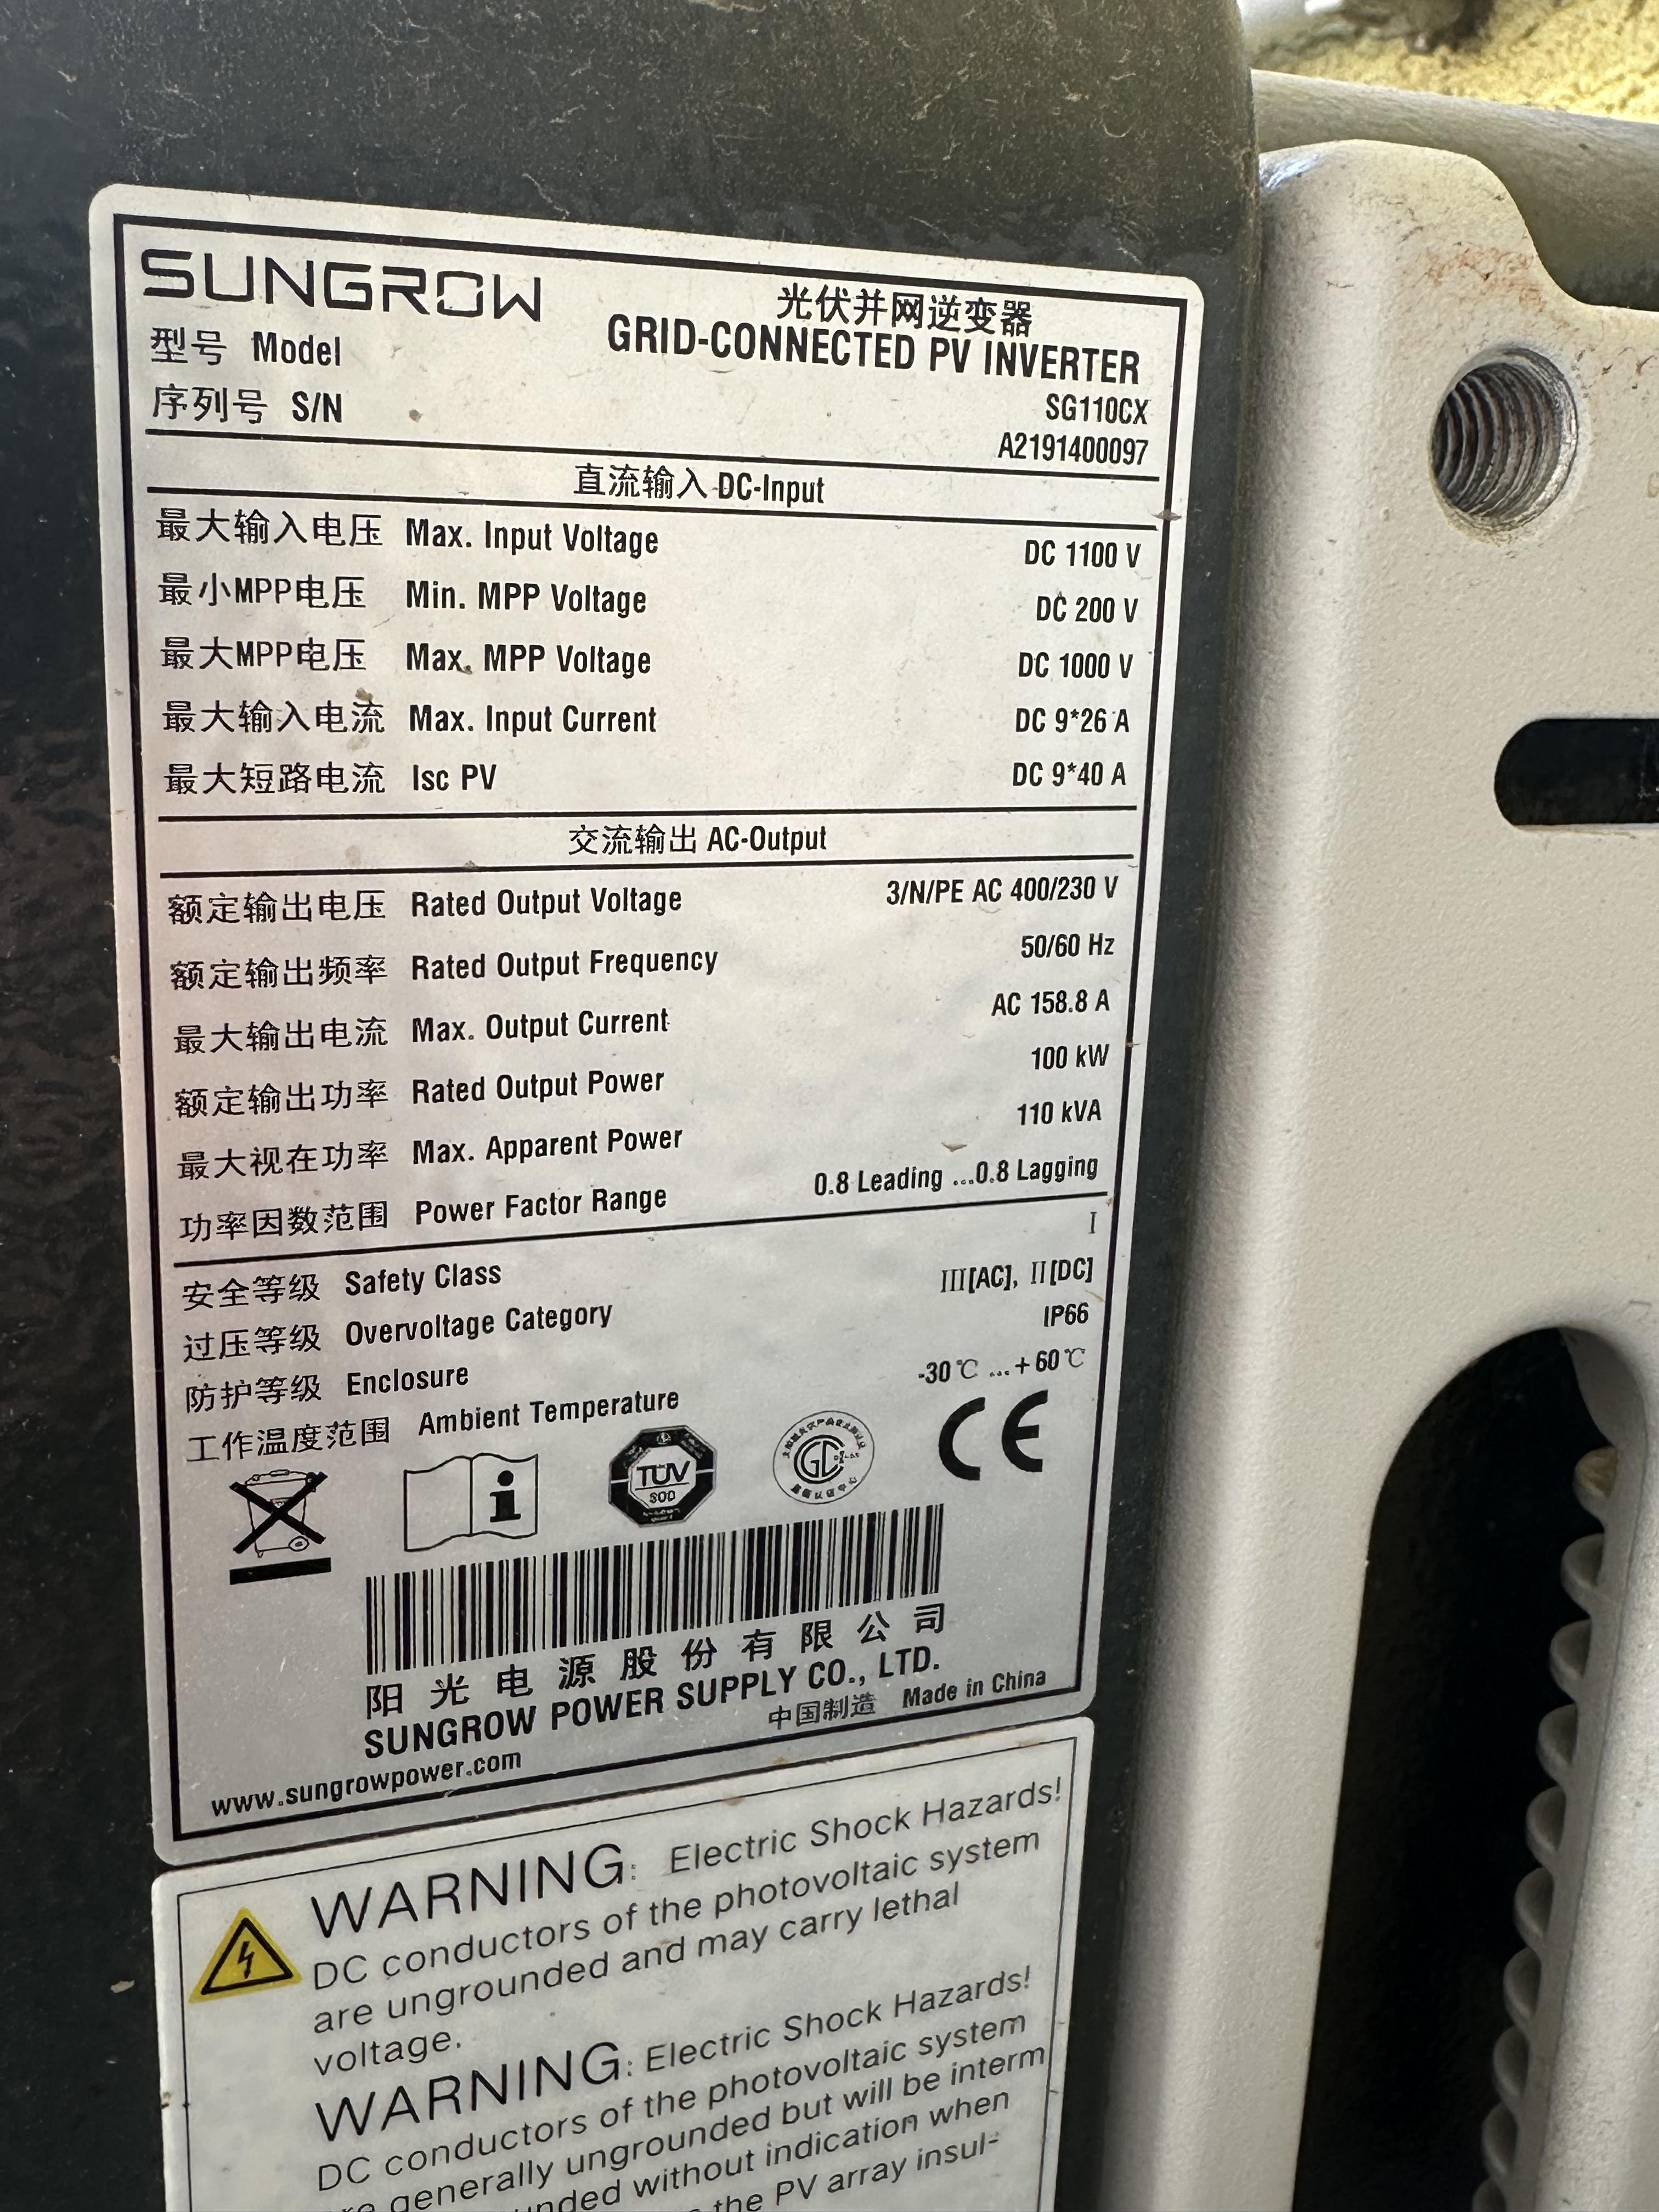 SUNGROW
光伏并网逆变器
GRID-CONNECTED PV INVERTER
型号 Model SG110CX
序列号 S/N A2191400097
直流输入 DC-Input
最大输入电压 Max. Input Voltage DC 1100 V
最小MPP电压 Min. MPP Voltage DC 200 V
最大MPP电压 Max. MPP Voltage DC 1000 V
最大输入电流 Max. Input Current DC 9*26 A
最大短路电流 Isc PV DC 9*40 A
交流输出 AC-Output
额定输出电压 Rated Output Voltage 3/N/PE AC 400/230 V
额定输出频率 Rated Output Frequency 50/60 Hz
最大输出电流 Max. Output Current AC 158.8 A
额定输出功率 Rated Output Power 100 kW
最大视在功率 Max. Apparent Power 110 kVA
功率因数范围 Power Factor Range 0.8 Leading ...0.8 Lagging
安全等级 Safety Class I
过压等级 Overvoltage Category III[AC], II[DC]
防护等级 Enclosure IP66
工作温度范围 Ambient Temperature -30℃ ...+60℃
TÜV
SÜD
CE
阳光电源股份有限公司
SUNGROW POWER SUPPLY CO., LTD.
www.sungrowpower.com 中国制造 Made in China
WARNING: Electric Shock Hazards!
DC conductors of the photovoltaic system
are ungrounded and may carry lethal
voltage.
WARNING: Electric Shock Hazards!
DC conductors of the photovoltaic system
generally ungrounded but will be interm
without indication when
the PV array insul-